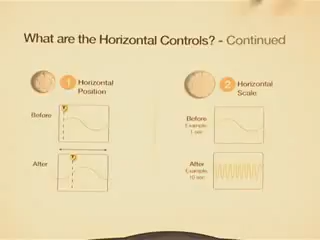 What are the Horizontal Controls? - Continued
1 Horizontal
Position
2 Horizontal
Scale
Before
After
Before
Example:
1 sec
After
Example:
10 sec